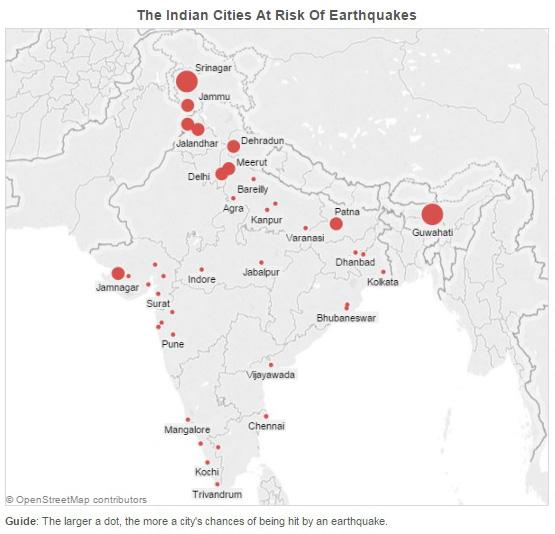 The Indian Cities At Risk Of Earthquakes
Srinagar
Jammu
Jalandhar
Dehradun
Meerut
Delhi
Bareilly
Agra
Kanpur
Patna
Varanasi
Guwahati
Dhanbad
Kolkata
Jamnagar
Indore
Jabalpur
Surat
Bhubaneswar
Pune
Vijayawada
Mangalore
Chennai
Kochi
Trivandrum
© OpenStreetMap contributors
Guide: The larger a dot, the more a city's chances of being hit by an earthquake.